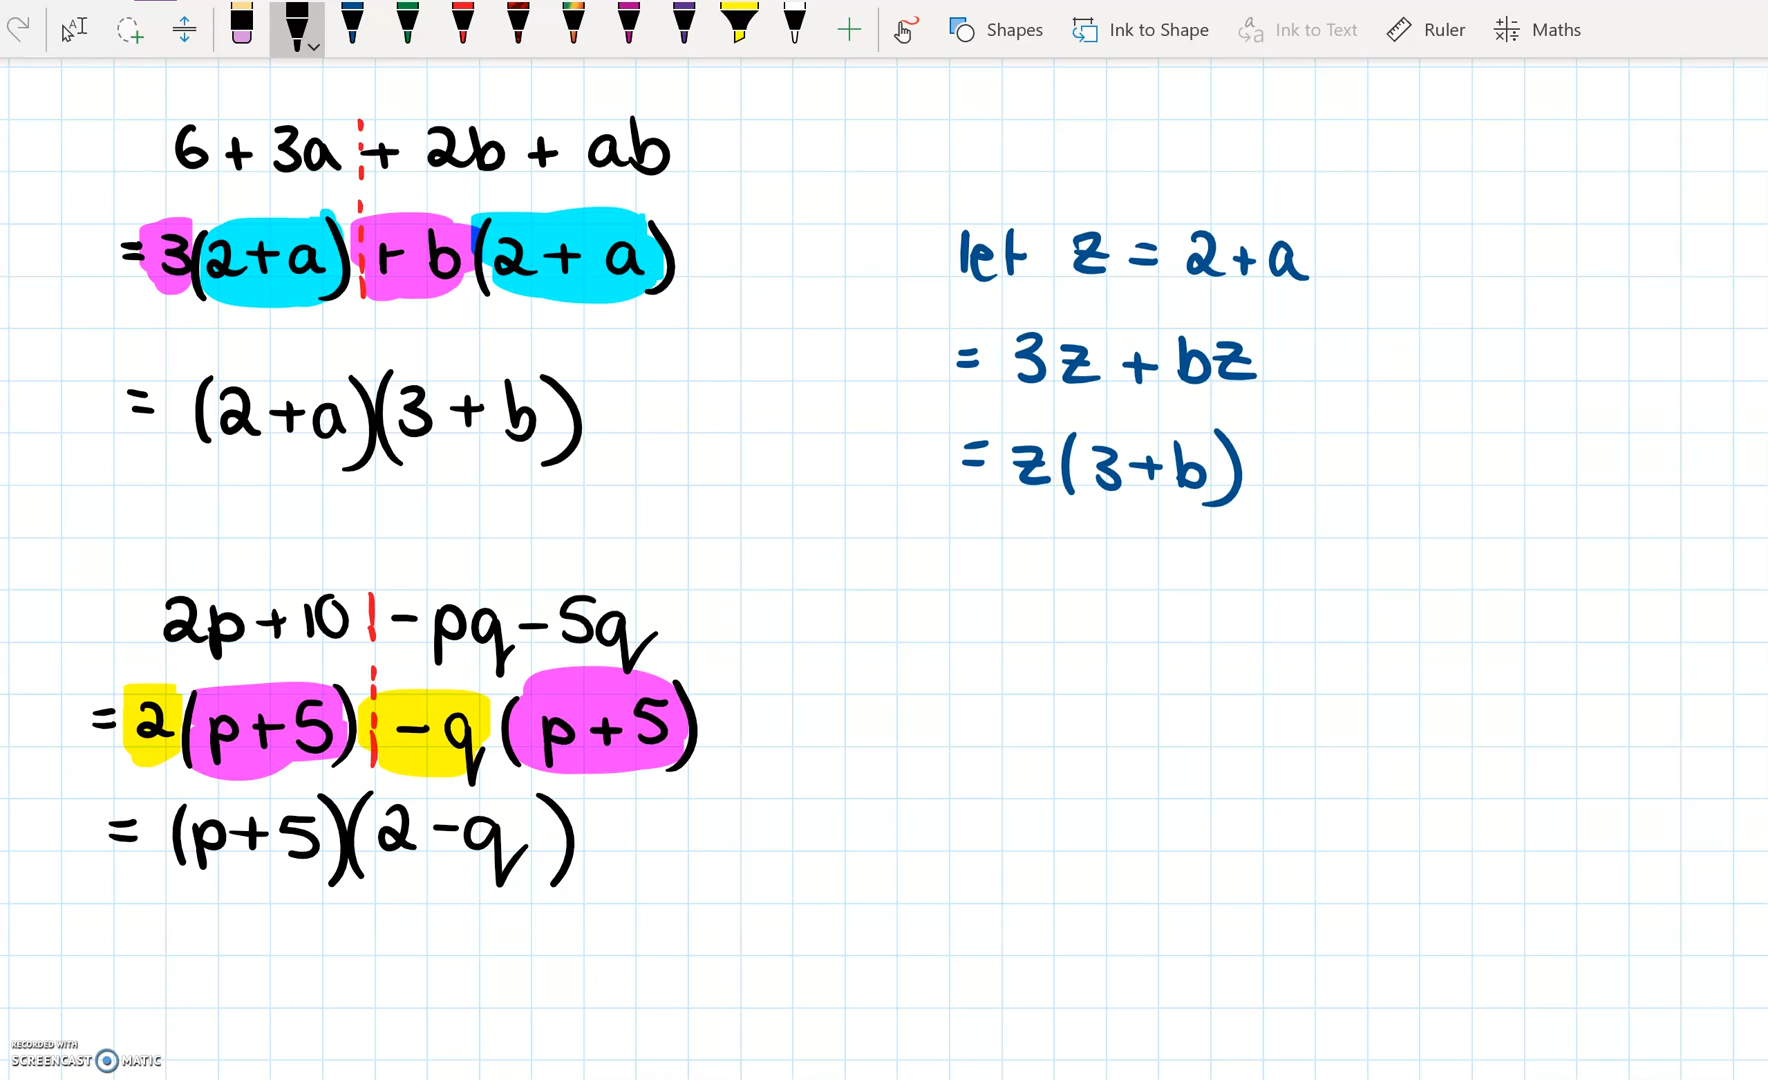 Shapes Ink to Shape Ink to Text Ruler Maths
6 + 3a + 2b + ab
= 3(2+a) + b(2 + a)
= (2+a)(3 + b)
let z = 2+a
= 3z + bz
= z(3+b)
2p+10 - pq - 5q
= 2(p+5) - q(p+5)
= (p+5)(2-q)
RECORDED WITH
SCREENCAST MATIC